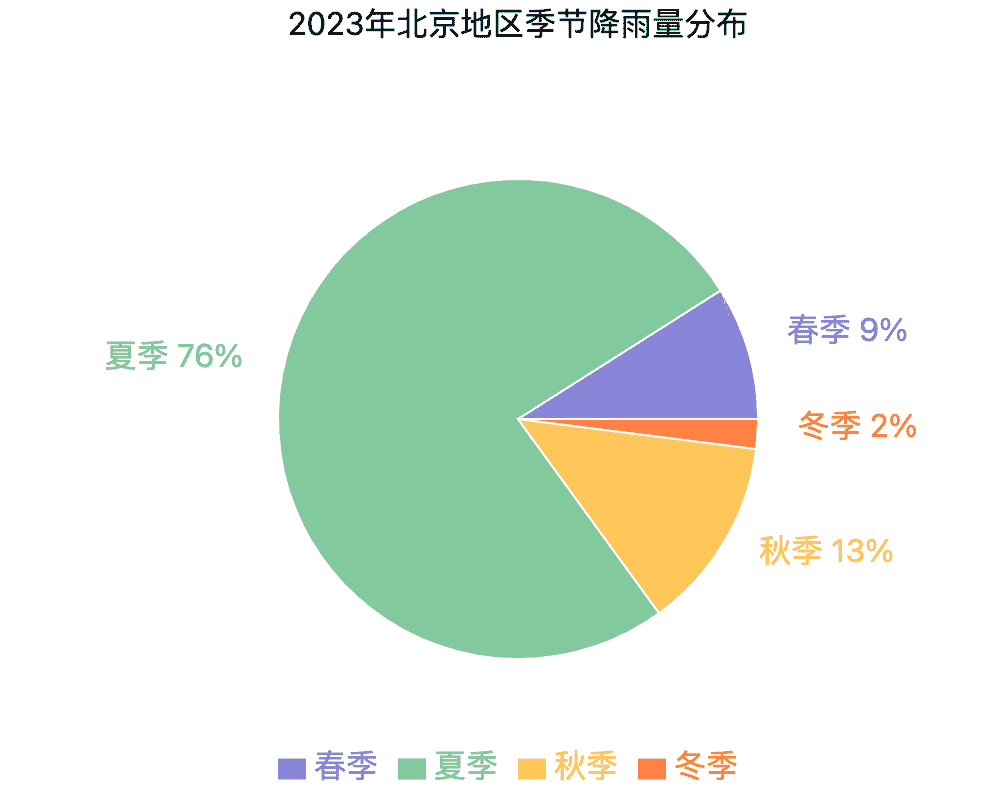 2023年北京地区季节降雨量分布
春季 9%
夏季 76%
冬季 2%
秋季 13%
春季 夏季 秋季 冬季